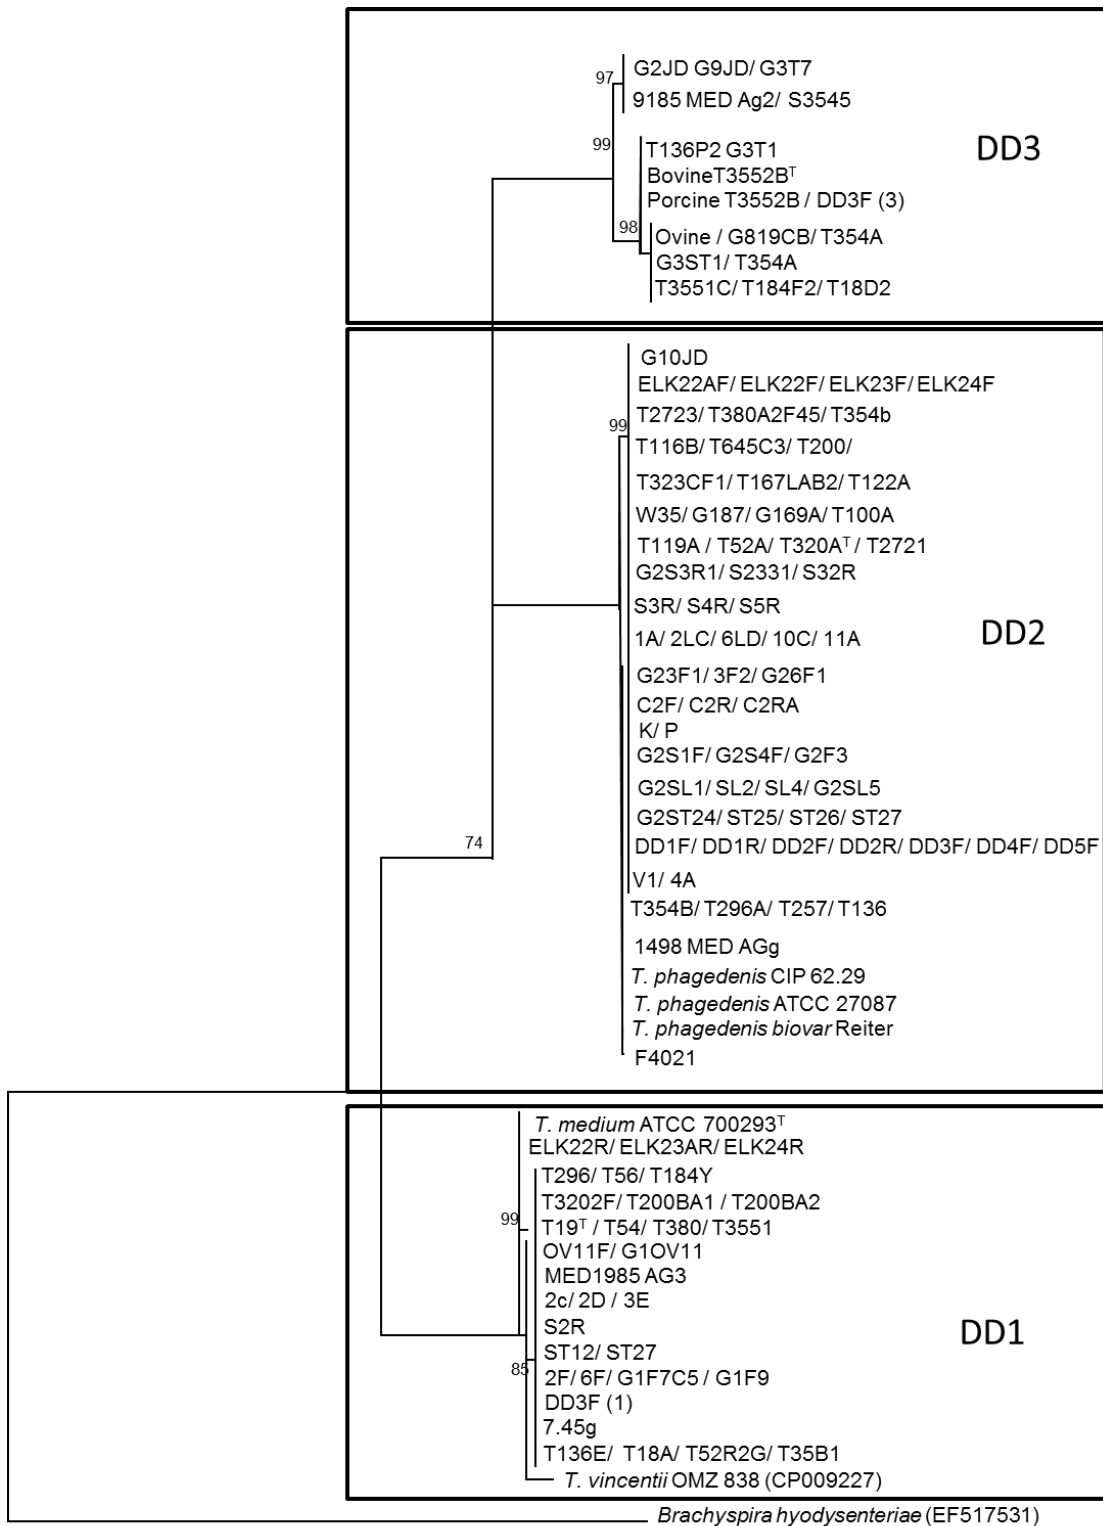 97
G2JD G9JD/ G3T7
9185 MED Ag2/ S3545
99
DD3
T136P2 G3T1
BovineT3552Bᵀ
Porcine T3552B / DD3F (3)
98
Ovine / G819CB/ T354A
G3ST1/ T354A
T3551C/ T184F2/ T18D2
G10JD
ELK22AF/ ELK22F/ ELK23F/ ELK24F
T2723/ T380A2F45/ T354b
99
T116B/ T645C3/ T200/
T323CF1/ T167LAB2/ T122A
W35/ G187/ G169A/ T100A
T119A / T52A/ T320Aᵀ/ T2721
G2S3R1/ S2331/ S32R
S3R/ S4R/ S5R
DD2
1A/ 2LC/ 6LD/ 10C/ 11A
G23F1/ 3F2/ G26F1
C2F/ C2R/ C2RA
K/ P
G2S1F/ G2S4F/ G2F3
G2SL1/ SL2/ SL4/ G2SL5
G2ST24/ ST25/ ST26/ ST27
74
DD1F/ DD1R/ DD2F/ DD2R/ DD3F/ DD4F/ DD5F
V1/ 4A
T354B/ T296A/ T257/ T136
1498 MED AGg
T. phagedenis CIP 62.29
T. phagedenis ATCC 27087
T. phagedenis biovar Reiter
F4021
T. medium ATCC 700293ᵀ
ELK22R/ ELK23AR/ ELK24R
T296/ T56/ T184Y
T3202F/ T200BA1 / T200BA2
99
T19ᵀ / T54/ T380/ T3551
OV11F/ G1OV11
MED1985 AG3
2c/ 2D / 3E
S2R
DD1
ST12/ ST27
85
2F/ 6F/ G1F7C5 / G1F9
DD3F (1)
7.45g
T136E/ T18A/ T52R2G/ T35B1
T. vincentii OMZ 838 (CP009227)
Brachyspira hyodysenteriae (EF517531)